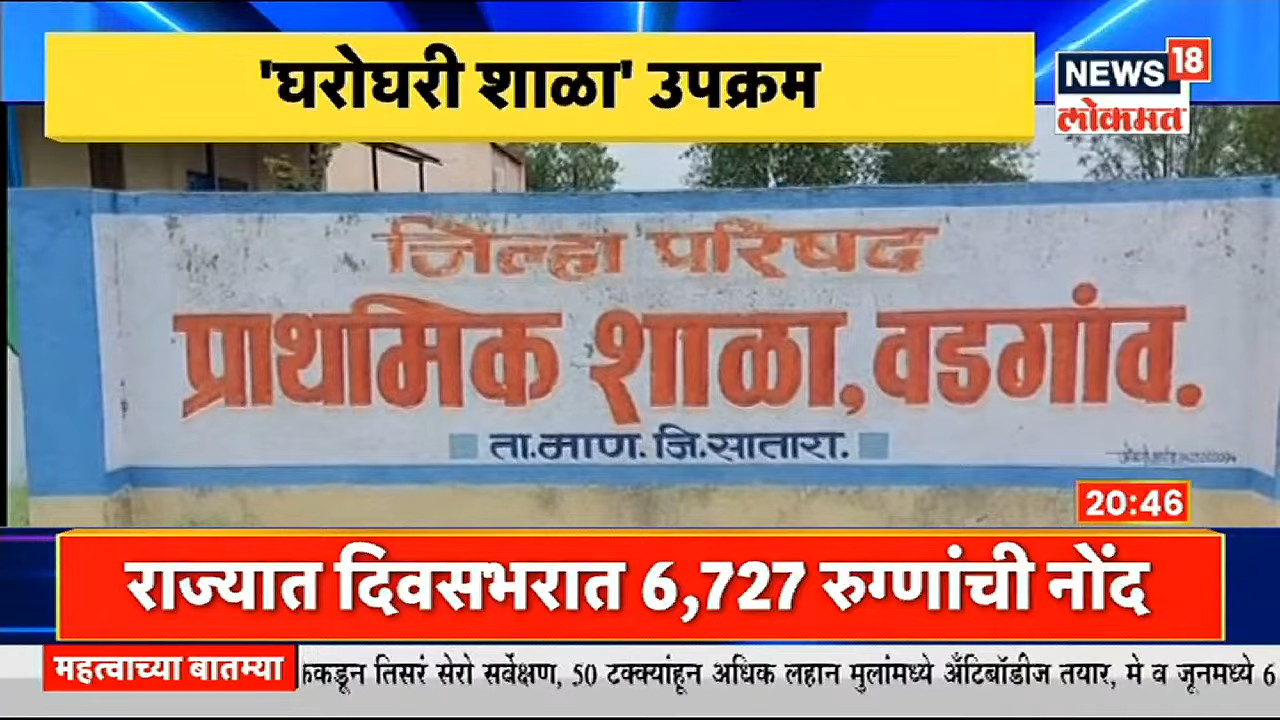 'घरोघरी शाळा' उपक्रम
NEWS 18
लोकमत
जिल्हा परिषद
प्राथमिक शाळा, वडगांव.
ता.माण. जि.सातारा.
20:46
राज्यात दिवसभरात 6,727 रुग्णांची नोंद
महत्वाच्या बातम्या
कडून तिसरं सेरो सर्वेक्षण, 50 टक्क्यांहून अधिक लहान मुलांमध्ये अँटिबॉडीज तयार, मे व जूनमध्ये 6